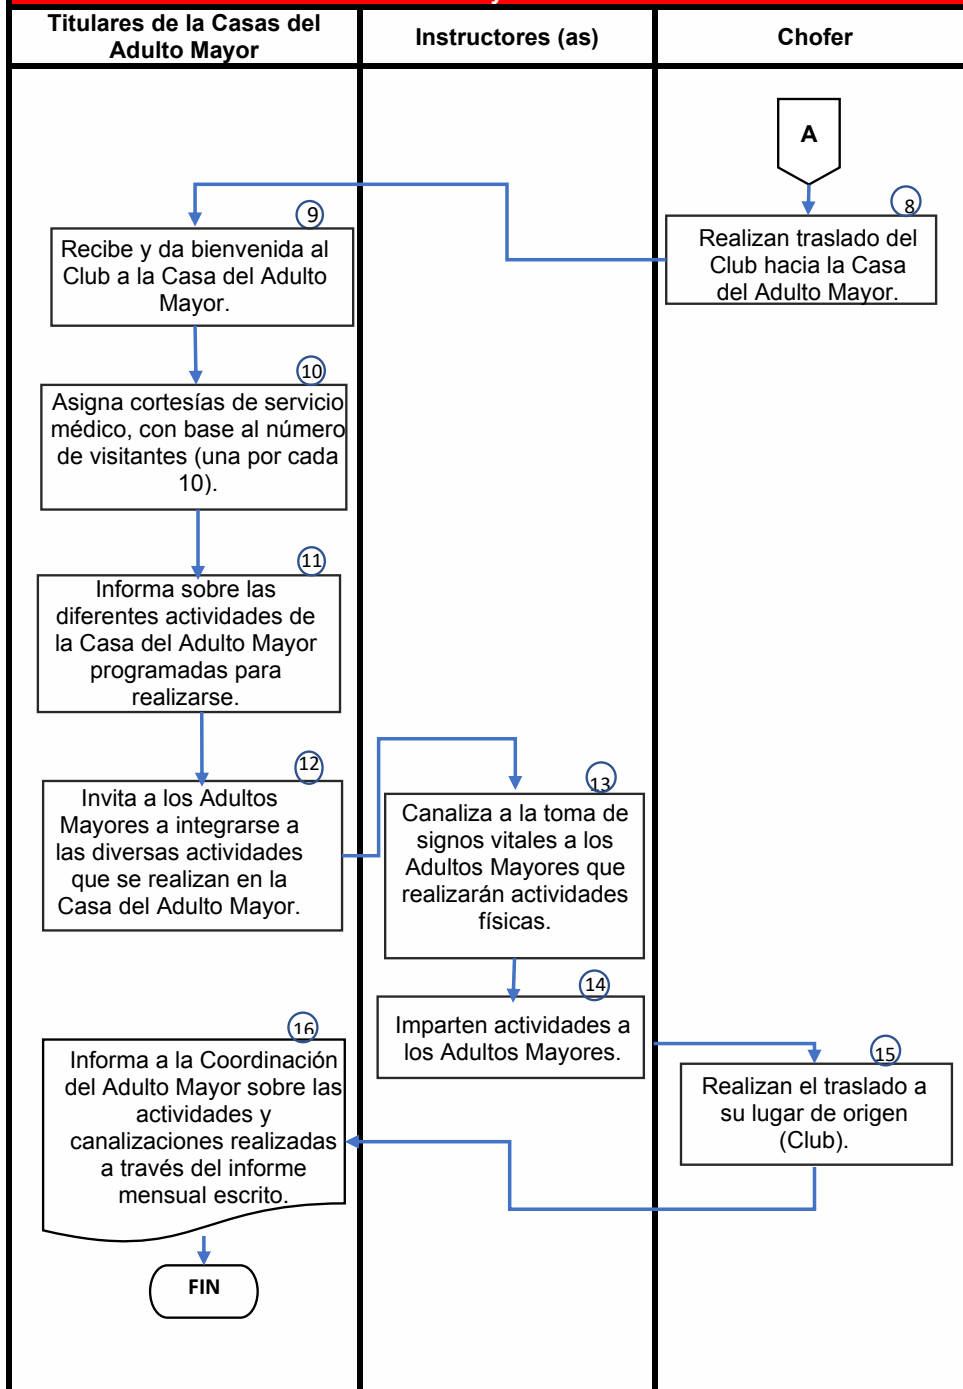 Titulares de la Casas del
Adulto Mayor
Instructores (as)
Chofer
A
8
Realizan traslado del
Club hacia la Casa
del Adulto Mayor.
9
Recibe y da bienvenida al
Club a la Casa del Adulto
Mayor.
10
Asigna cortesías de servicio
médico, con base al número
de visitantes (una por cada
10).
11
Informa sobre las
diferentes actividades de
la Casa del Adulto Mayor
programadas para
realizarse.
12
Invita a los Adultos
Mayores a integrarse a
las diversas actividades
que se realizan en la
Casa del Adulto Mayor.
13
Canaliza a la toma de
signos vitales a los
Adultos Mayores que
realizarán actividades
físicas.
14
Imparten actividades a
los Adultos Mayores.
15
Realizan el traslado a
su lugar de origen
(Club).
16
Informa a la Coordinación
del Adulto Mayor sobre las
actividades y
canalizaciones realizadas
a través del informe
mensual escrito.
FIN